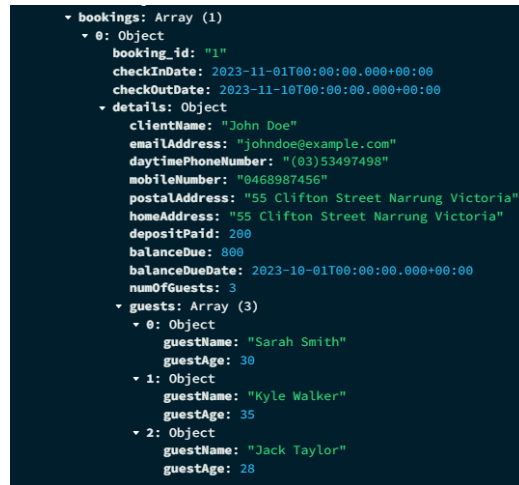 bookings: Array (1)
0: Object
booking_id: "1"
checkInDate: 2023-11-01T00:00:00.000+00:00
checkOutDate: 2023-11-10T00:00:00.000+00:00
details: Object
clientName: "John Doe"
emailAddress: "johndoe@example.com"
daytimePhoneNumber: "(03)53497498"
mobileNumber: "0468987456"
postalAddress: "55 Clifton Street Narrung Victoria"
homeAddress: "55 Clifton Street Narrung Victoria"
depositPaid: 200
balanceDue: 800
balanceDueDate: 2023-10-01T00:00:00.000+00:00
numOfGuests: 3
guests: Array (3)
0: Object
guestName: "Sarah Smith"
guestAge: 30
1: Object
guestName: "Kyle Walker"
guestAge: 35
2: Object
guestName: "Jack Taylor"
guestAge: 28